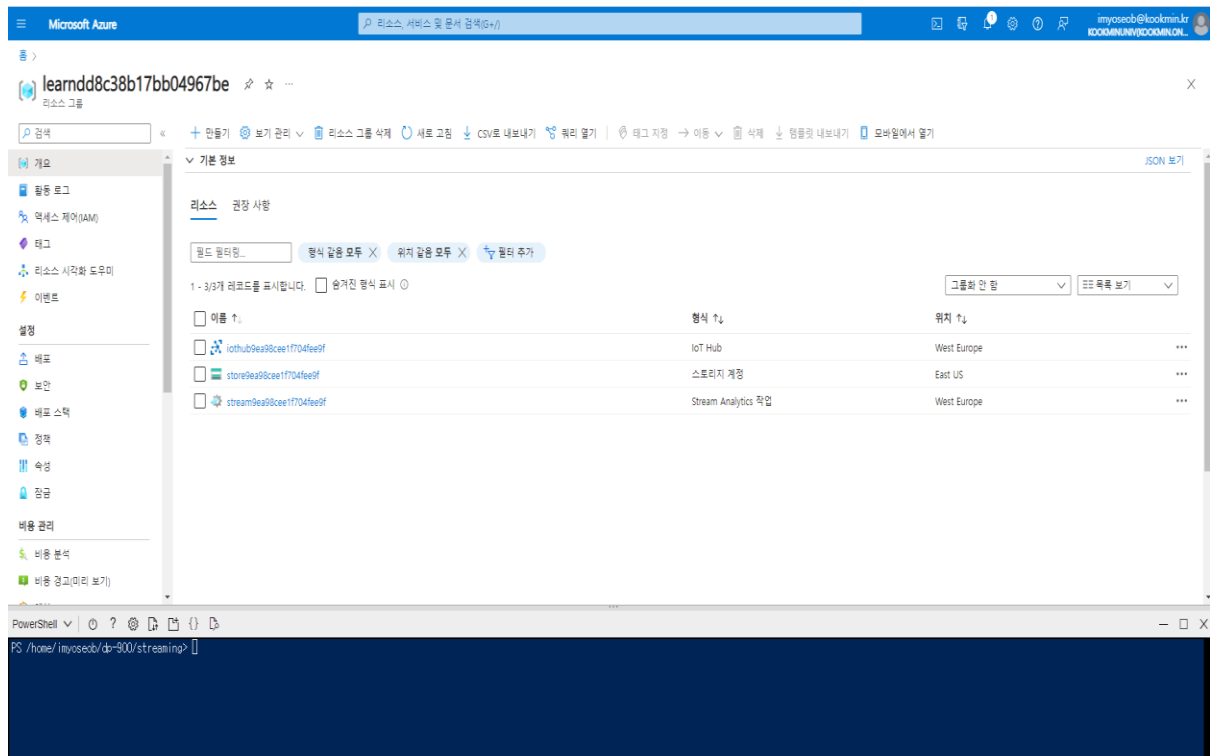 Microsoft Azure
리소스, 서비스 및 문서 검색(G+/)
imyoseob@kookmin.kr
KOOKMINUNIV(KOOKMIN.ON...
홈 >
learndd8c38b17bb04967be
리소스 그룹
검색
만들기 보기 관리 리소스 그룹 삭제 새로 고침 CSV로 내보내기 쿼리 열기 태그 지정 이동 삭제 템플릿 내보내기 모바일에서 열기
개요
활동 로그
액세스 제어(IAM)
태그
리소스 시각화 도우미
이벤트
설정
배포
보안
배포 스택
정책
속성
잠금
비용 관리
비용 분석
비용 경고(미리 보기)
기본 정보
JSON 보기
리소스 권장 사항
필드 필터링... 형식 같음 모두 위치 같음 모두 필터 추가
1 - 3/3개 레코드를 표시합니다. 숨겨진 형식 표시
그룹화 안 함 목록 보기
이름 형식 위치
iothub9ea98cee1f704fee9f IoT Hub West Europe
store9ea98cee1f704fee9f 스토리지 계정 East US
stream9ea98cee1f704fee9f Stream Analytics 작업 West Europe
PowerShell
PS /home/imyoseob/dp-900/streaming>